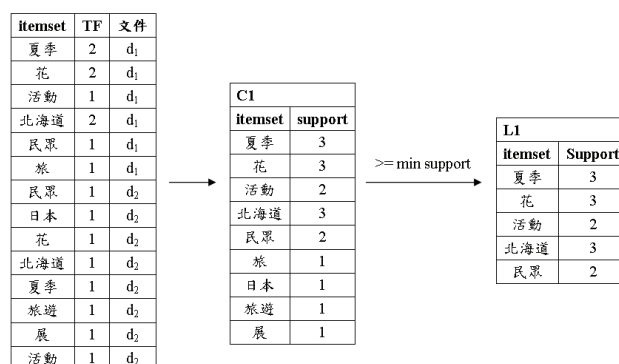 itemset TF 文件
夏季 2 d1
花 2 d1
活動 1 d1
北海道 2 d1
民眾 1 d1
旅 1 d1
民眾 1 d2
日本 1 d2
花 1 d2
北海道 1 d2
夏季 1 d2
旅遊 1 d2
展 1 d2
活動 1 d2
C1
itemset support
夏季 3
花 3
活動 2
北海道 3
民眾 2
旅 1
日本 1
旅遊 1
展 1
>= min support
L1
itemset Support
夏季 3
花 3
活動 2
北海道 3
民眾 2